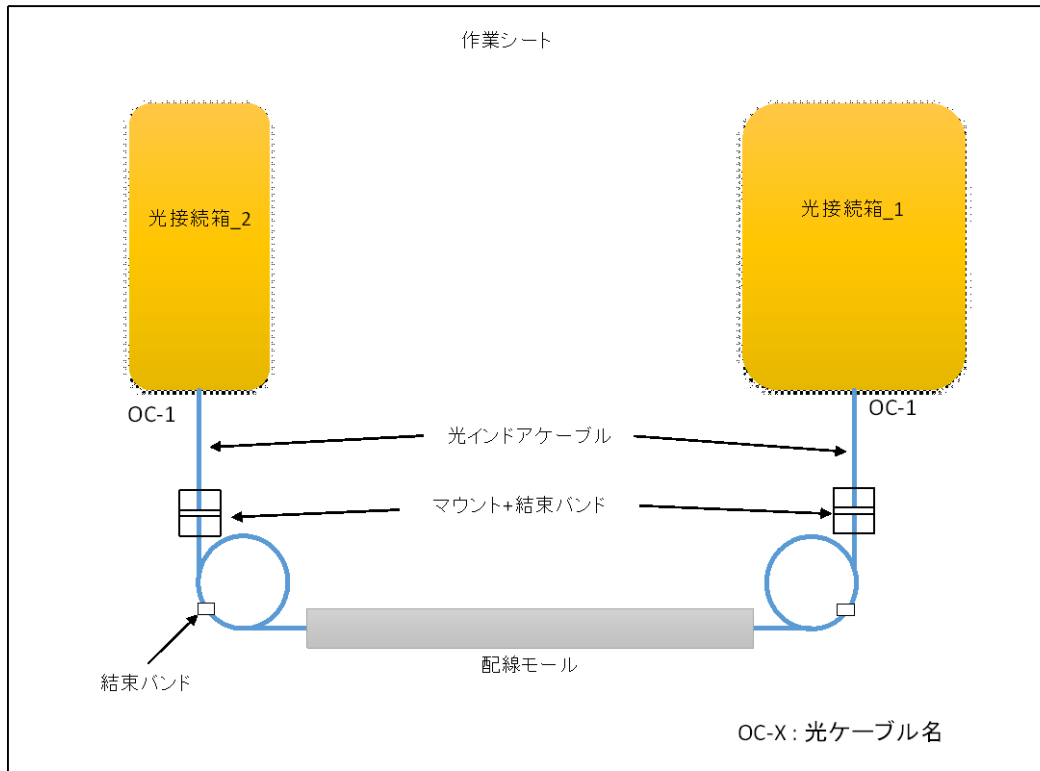 作業シート
光接続箱_2
光接続箱_1
OC-1
OC-1
光インドアケーブル
マウント+結束バンド
配線モール
結束バンド
OC-X : 光ケーブル名